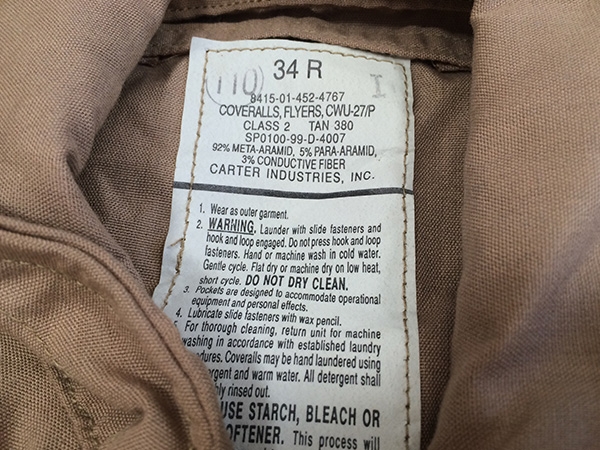 110 34 R
8415-01-452-4767
COVERALLS, FLYERS, CWU-27/P
CLASS 2 TAN 380
SP0100-99-D-4007
92% META-ARAMID, 5% PARA-ARAMID,
3% CONDUCTIVE FIBER
CARTER INDUSTRIES, INC.
1. Wear as outer garment.
2. WARNING. Launder with slide fasteners and
hook and loop engaged. Do not press hook and loop
fasteners. Hand or machine wash in cold water.
Gentle cycle. Flat dry or machine dry on low heat,
short cycle. DO NOT DRY CLEAN.
3. Pockets are designed to accommodate operational
equipment and personal effects.
4. Lubricate slide fasteners with wax pencil.
5. For thorough cleaning, return unit for machine
washing in accordance with established laundry
dures. Coveralls may be hand laundered using
ergent and warm water. All detergent shall
hly rinsed out.
USE STARCH, BLEACH OR
OFTENER. This process will